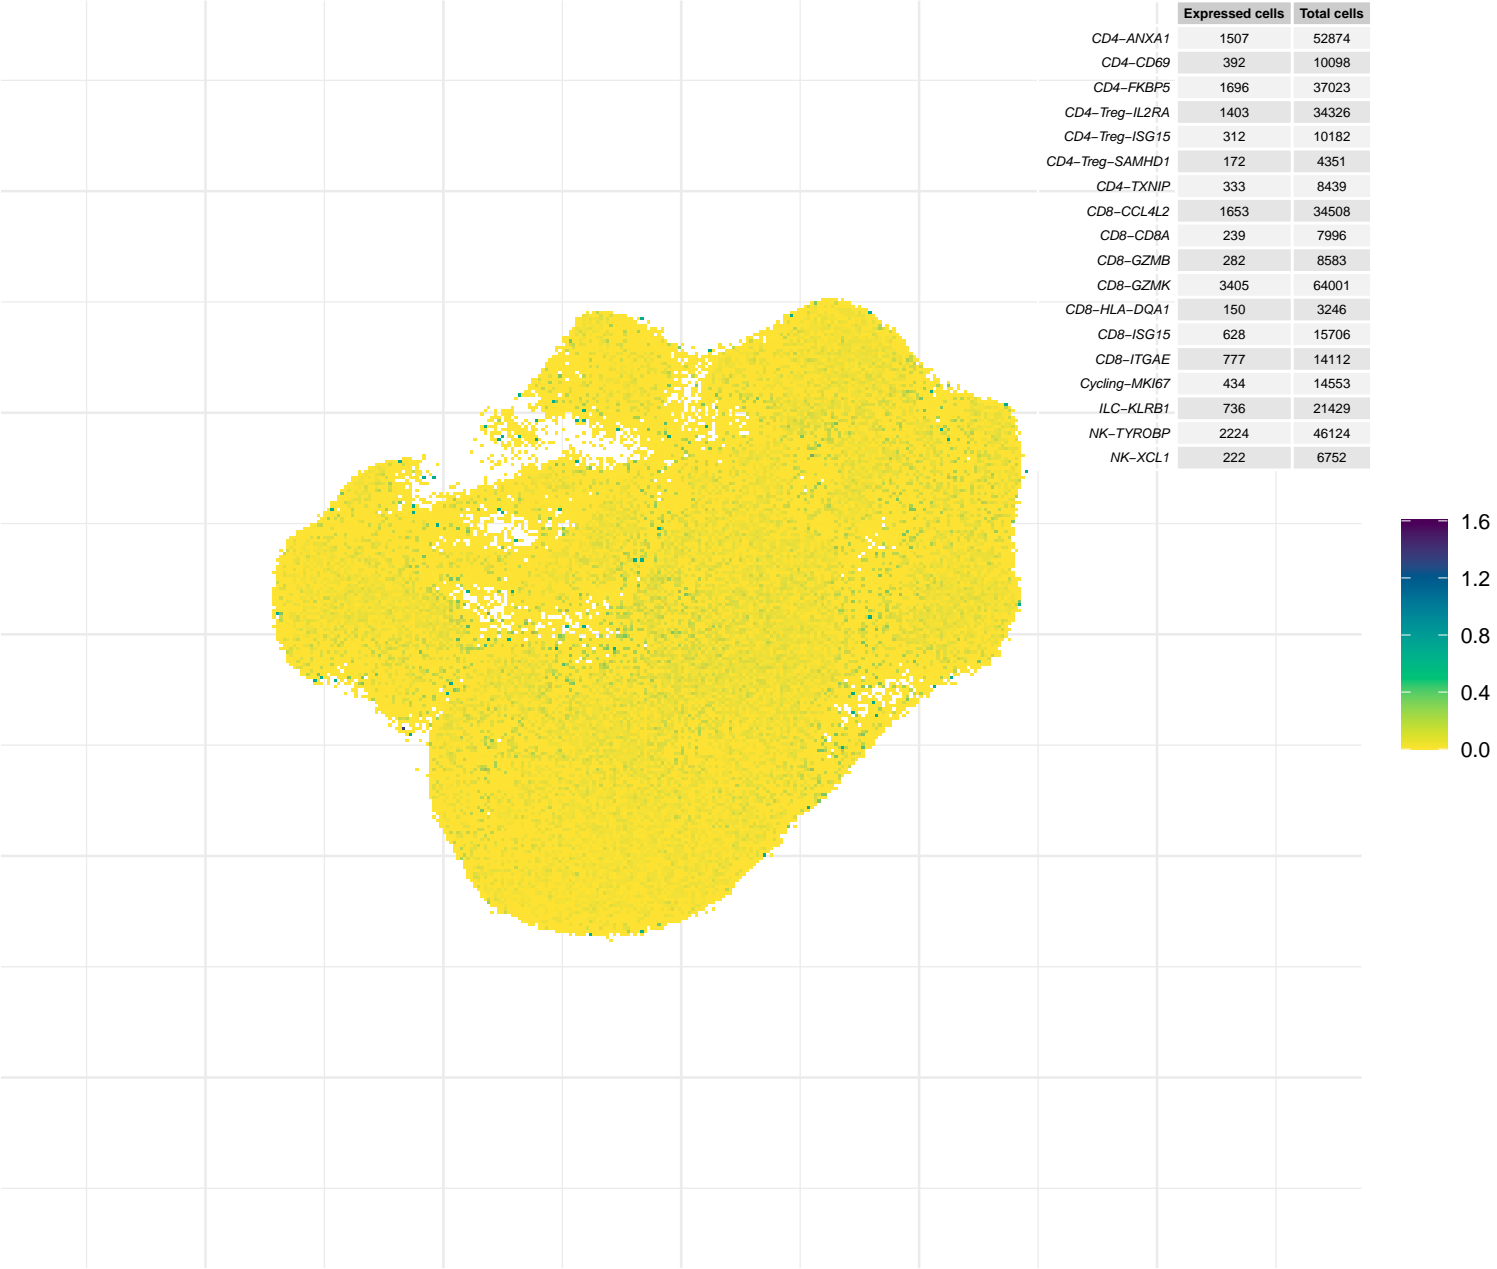 Expressed cells Total cells
CD4−ANXA1 1507 52874
CD4−CD69 392 10098
CD4−FKBP5 1696 37023
CD4−Treg−IL2RA 1403 34326
CD4−Treg−ISG15 312 10182
CD4−Treg−SAMHD1 172 4351
CD4−TXNIP 333 8439
CD8−CCL4L2 1653 34508
CD8−CD8A 239 7996
CD8−GZMB 282 8583
CD8−GZMK 3405 64001
CD8−HLA−DQA1 150 3246
CD8−ISG15 628 15706
CD8−ITGAE 777 14112
Cycling−MKI67 434 14553
ILC−KLRB1 736 21429
NK−TYROBP 2224 46124
NK−XCL1 222 6752
1.6
1.2
0.8
0.4
0.0